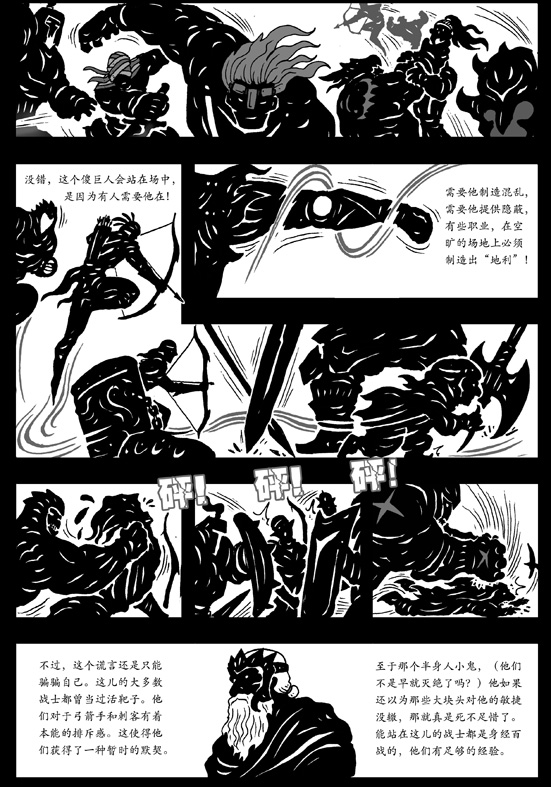 没错，这个傻巨人会站在场中，
是因为有人需要他在！
需要他制造混乱，
需要他提供隐蔽，
有些职业，在空
旷的场地上必须
制造出“地利”！
砰！
砰！
砰！
不过，这个谎言还是只能
骗骗自己。这儿的大多数
战士都曾当过活靶子。他
们对于弓箭手和刺客有着
本能的排斥感。这使得他
们获得了一种暂时的默契。
至于那个半身人小鬼，（他们
不是早就灭绝了吗？）他如果
还以为那些大块头对他的敏捷
没辙，那就真是死不足惜了。
能站在这儿的战士都是身经百
战的，他们有足够的经验。